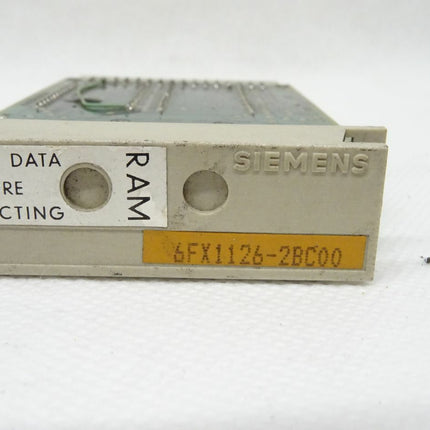 DATA
RE
CTING
RAM
SIEMENS
6FX1126-2BC00